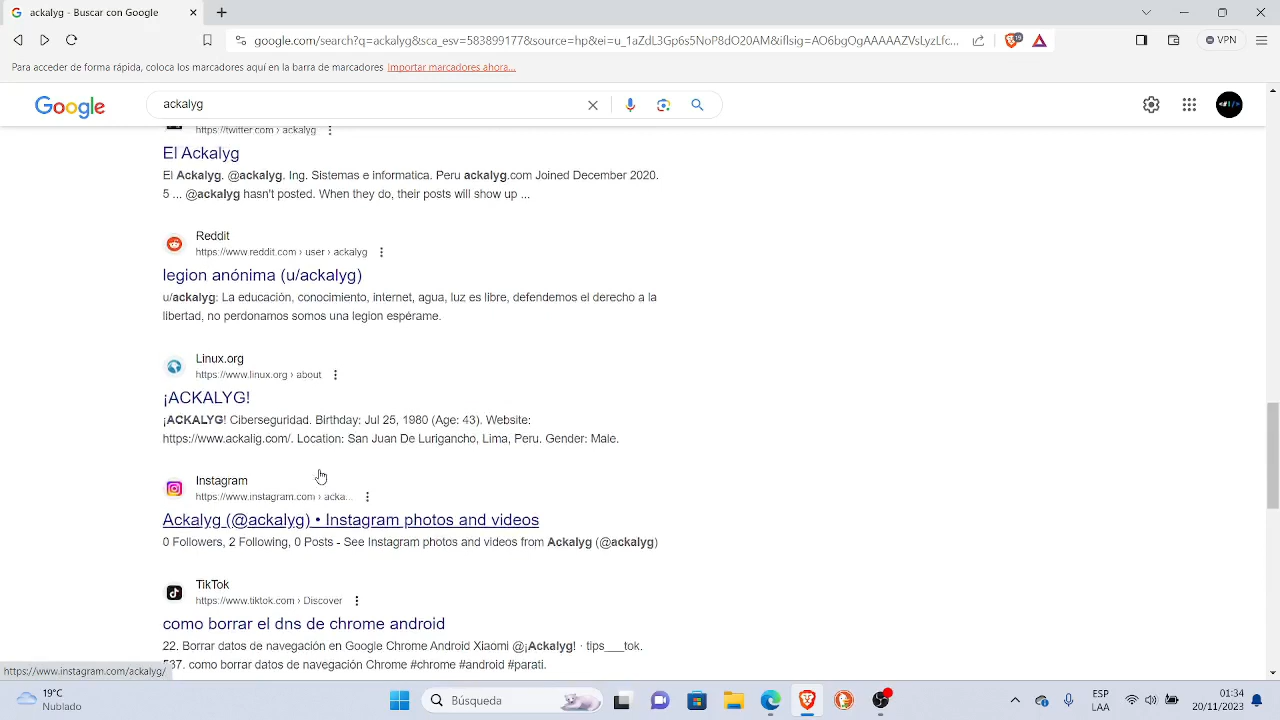 ackalyg - Buscar con Google
google.com/search?q=ackalyg&sca_esv=583899177&source=hp&ei=u_1aZdL3Gp6s5NoP8dO20AM&iflsig=AO6bgOgAAAAAZVsLyzLfc...
19
VPN
Para acceder de forma rápida, coloca los marcadores aquí en la barra de marcadores Importar marcadores ahora...
Google
ackalyg
https://twitter.com › ackalyg
El Ackalyg
El Ackalyg. @ackalyg. Ing. Sistemas e informatica. Peru ackalyg.com Joined December 2020.
5 ... @ackalyg hasn't posted. When they do, their posts will show up ...
Reddit
https://www.reddit.com › user › ackalyg
legion anónima (u/ackalyg)
u/ackalyg: La educación, conocimiento, internet, agua, luz es libre, defendemos el derecho a la
libertad, no perdonamos somos una legion espérame.
Linux.org
https://www.linux.org › about
¡ACKALYG!
¡ACKALYG! Ciberseguridad. Birthday: Jul 25, 1980 (Age: 43). Website:
https://www.ackalig.com/. Location: San Juan De Lurigancho, Lima, Peru. Gender: Male.
Instagram
https://www.instagram.com › acka...
Ackalyg (@ackalyg) • Instagram photos and videos
0 Followers, 2 Following, 0 Posts - See Instagram photos and videos from Ackalyg (@ackalyg)
TikTok
https://www.tiktok.com › Discover
como borrar el dns de chrome android
22. Borrar datos de navegación en Google Chrome Android Xiaomi @¡Ackalyg! · tips___tok.
537. como borrar datos de navegación Chrome #chrome #android #parati.
https://www.instagram.com/ackalyg/
19°C
Nublado
Búsqueda
ESP
LAA
01:34
20/11/2023